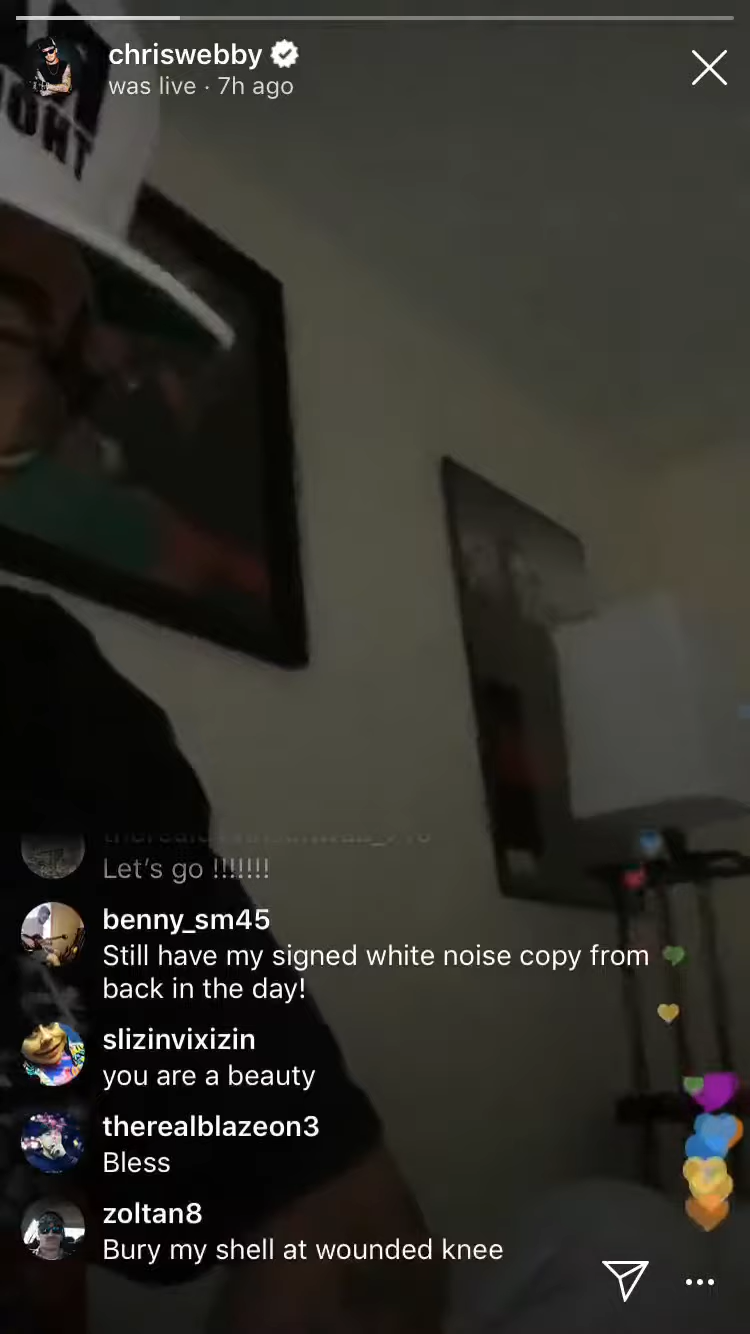 chriswebby
was live · 7h ago
Let's go !!!!!!!
benny_sm45
Still have my signed white noise copy from
back in the day!
slizinvixizin
you are a beauty
therealblazeon3
Bless
zoltan8
Bury my shell at wounded knee